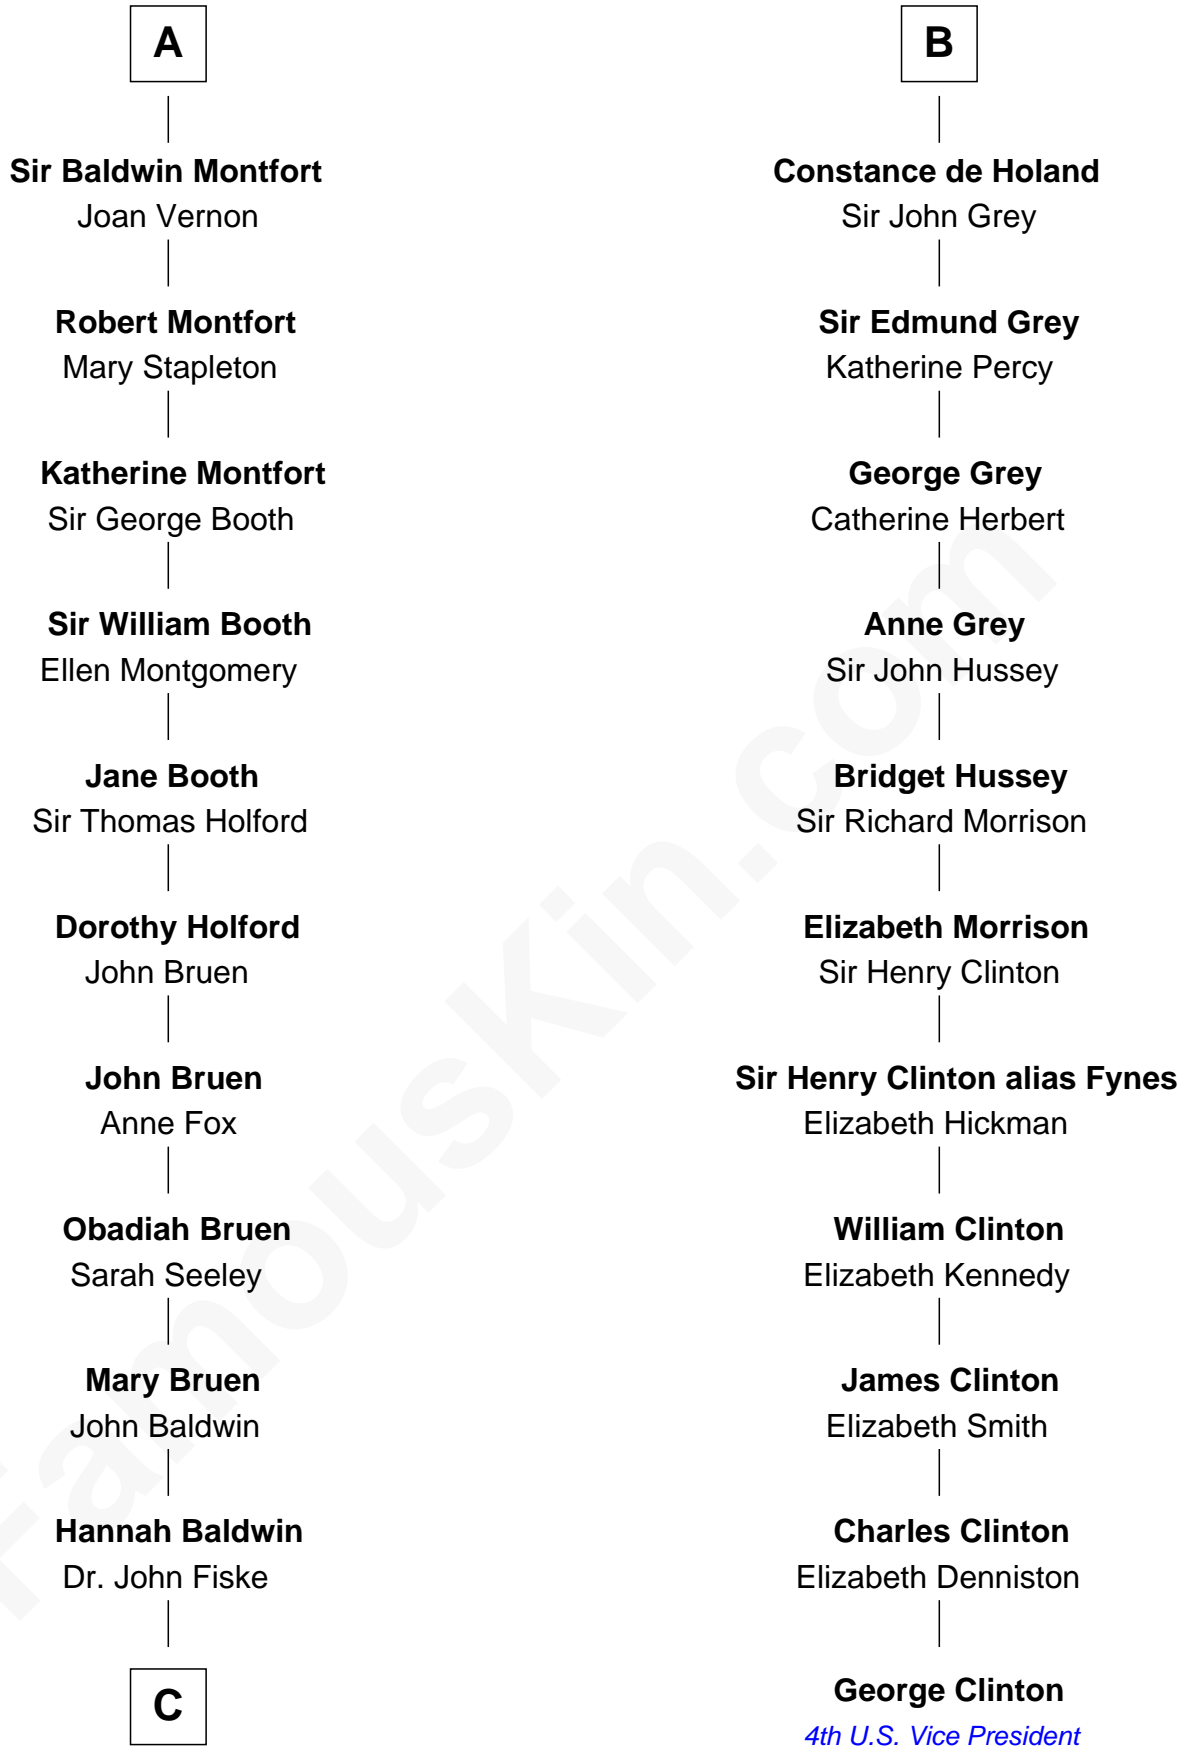 A
Sir Baldwin Montfort
Joan Vernon
Robert Montfort
Mary Stapleton
Katherine Montfort
Sir George Booth
Sir William Booth
Ellen Montgomery
Jane Booth
Sir Thomas Holford
Dorothy Holford
John Bruen
John Bruen
Anne Fox
Obadiah Bruen
Sarah Seeley
Mary Bruen
John Baldwin
Hannah Baldwin
Dr. John Fiske
C
B
Constance de Holand
Sir John Grey
Sir Edmund Grey
Katherine Percy
George Grey
Catherine Herbert
Anne Grey
Sir John Hussey
Bridget Hussey
Sir Richard Morrison
Elizabeth Morrison
Sir Henry Clinton
Sir Henry Clinton alias Fynes
Elizabeth Hickman
William Clinton
Elizabeth Kennedy
James Clinton
Elizabeth Smith
Charles Clinton
Elizabeth Denniston
George Clinton
4th U.S. Vice President
FamousKin.com